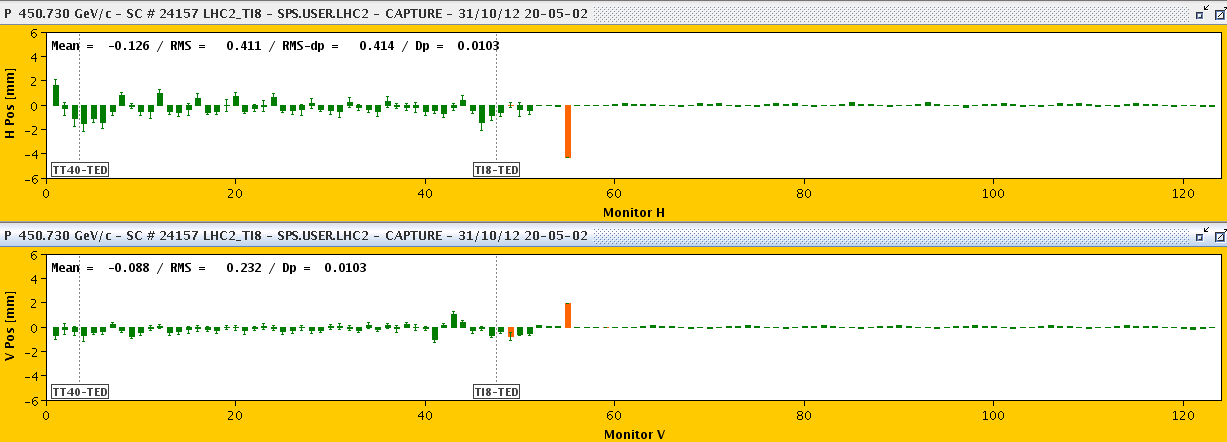 P 450.730 GeV/c - SC # 24157 LHC2_TI8 - SPS.USER.LHC2 - CAPTURE - 31/10/12 20-05-02
Mean = -0.126 / RMS = 0.411 / RMS-dp = 0.414 / Dp = 0.0103
H Pos [mm]
6
4
2
0
-2
-4
-6
TT40-TED
TI8-TED
0 20 40 60 80 100 120
Monitor H
P 450.730 GeV/c - SC # 24157 LHC2_TI8 - SPS.USER.LHC2 - CAPTURE - 31/10/12 20-05-02
Mean = -0.088 / RMS = 0.232 / Dp = 0.0103
V Pos [mm]
6
4
2
0
-2
-4
-6
TT40-TED
TI8-TED
0 20 40 60 80 100 120
Monitor V